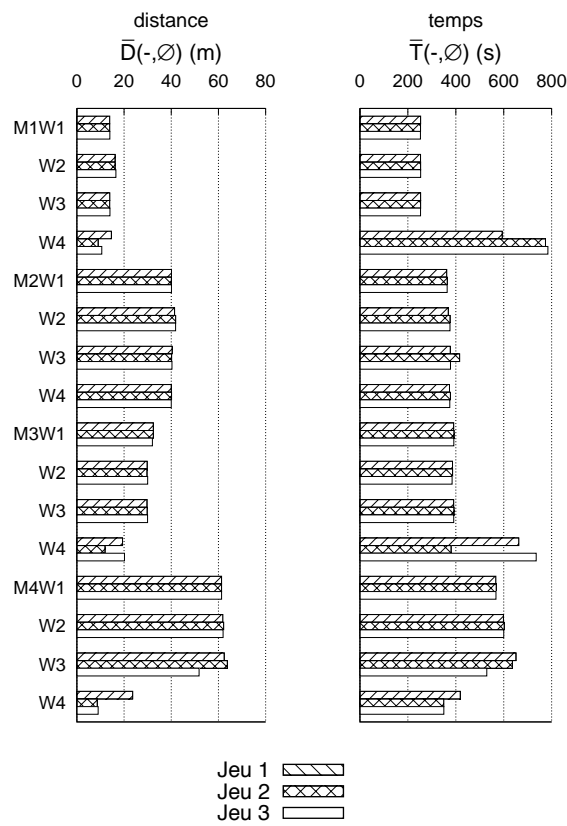 distance temps
D̅(-,∅) (m) T̅(-,∅) (s)
0 20 40 60 80 0 200 400 600 800
M1W1
W2
W3
W4
M2W1
W2
W3
W4
M3W1
W2
W3
W4
M4W1
W2
W3
W4
Jeu 1
Jeu 2
Jeu 3